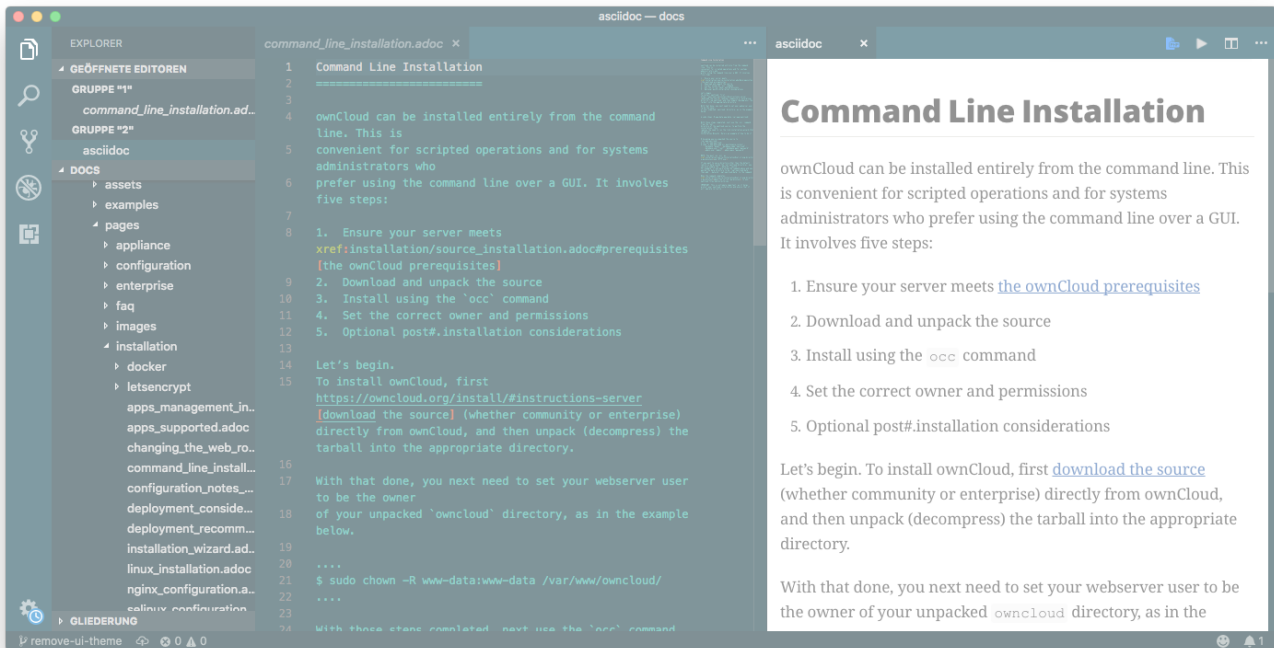 asciidoc — docs
EXPLORER
GEÖFFNETE EDITOREN
GRUPPE "1"
command_line_installation.ad...
GRUPPE "2"
asciidoc
DOCS
assets
examples
pages
appliance
configuration
enterprise
faq
images
installation
docker
letsencrypt
apps_management_in...
apps_supported.adoc
changing_the_web_ro...
command_line_install...
configuration_notes_...
deployment_conside...
deployment_recomm...
installation_wizard.ad...
linux_installation.adoc
nginx_configuration.a...
selinux_configuration
GLIEDERUNG
command_line_installation.adoc ×
1 Command Line Installation
2 =========================
3
4 ownCloud can be installed entirely from the command
line. This is
5 convenient for scripted operations and for systems
administrators who
6 prefer using the command line over a GUI. It involves
five steps:
7
8 1. Ensure your server meets
xref:installation/source_installation.adoc#prerequisites
[the ownCloud prerequisites]
9 2. Download and unpack the source
10 3. Install using the `occ` command
11 4. Set the correct owner and permissions
12 5. Optional post#.installation considerations
13
14 Let's begin.
15 To install ownCloud, first
https://owncloud.org/install/#instructions-server
[download the source] (whether community or enterprise)
directly from ownCloud, and then unpack (decompress) the
tarball into the appropriate directory.
16
17 With that done, you next need to set your webserver user
to be the owner
18 of your unpacked `owncloud` directory, as in the example
below.
19
20 ....
21 $ sudo chown -R www-data:www-data /var/www/owncloud/
22 ....
23
24 With those steps completed, next use the `occ` command
asciidoc ×
Command Line Installation
ownCloud can be installed entirely from the command line. This
is convenient for scripted operations and for systems
administrators who prefer using the command line over a GUI.
It involves five steps:
1. Ensure your server meets the ownCloud prerequisites
2. Download and unpack the source
3. Install using the occ command
4. Set the correct owner and permissions
5. Optional post#.installation considerations
Let's begin. To install ownCloud, first download the source
(whether community or enterprise) directly from ownCloud,
and then unpack (decompress) the tarball into the appropriate
directory.
With that done, you next need to set your webserver user to be
the owner of your unpacked owncloud directory, as in the
remove-ui-theme 0 0
1